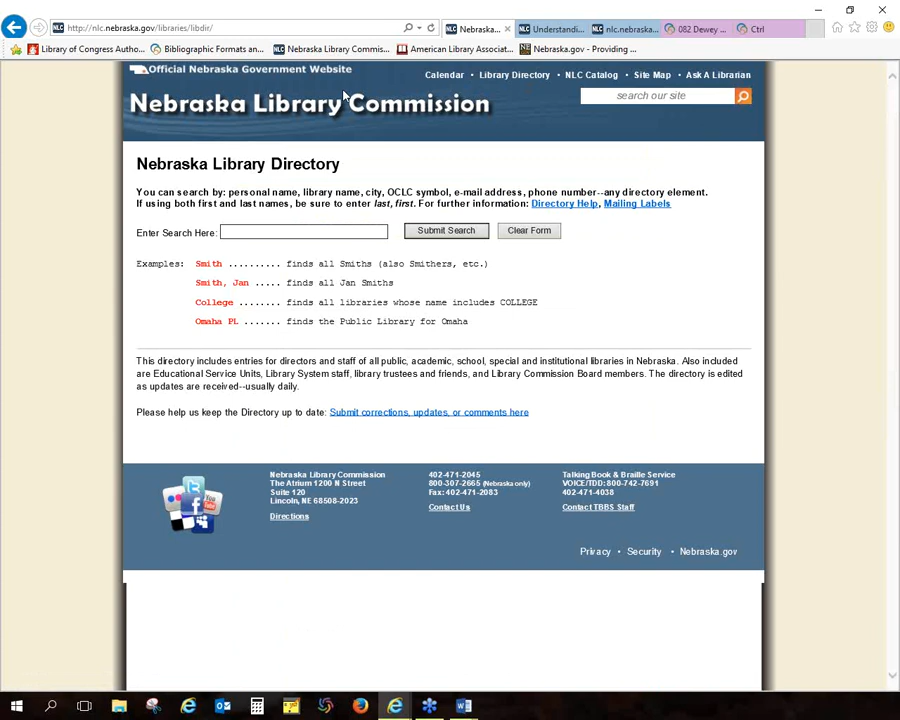 http://nlc.nebraska.gov/libraries/libdir/
Nebraska...
Understandi...
nlc.nebraska...
082 Dewey ...
Ctrl
Library of Congress Autho...
Bibliographic Formats an...
Nebraska Library Commis...
American Library Associat...
Nebraska.gov - Providing ...
Official Nebraska Government Website
Calendar • Library Directory • NLC Catalog • Site Map • Ask A Librarian
Nebraska Library Commission
search our site
Nebraska Library Directory
You can search by: personal name, library name, city, OCLC symbol, e-mail address, phone number--any directory element.
If using both first and last names, be sure to enter last, first. For further information: Directory Help, Mailing Labels
Enter Search Here:
Submit Search
Clear Form
Examples: Smith .......... finds all Smiths (also Smithers, etc.)
Smith, Jan ..... finds all Jan Smiths
College ........ finds all libraries whose name includes COLLEGE
Omaha PL ....... finds the Public Library for Omaha
This directory includes entries for directors and staff of all public, academic, school, special and institutional libraries in Nebraska. Also included
are Educational Service Units, Library System staff, library trustees and friends, and Library Commission Board members. The directory is edited
as updates are received--usually daily.
Please help us keep the Directory up to date: Submit corrections, updates, or comments here
Nebraska Library Commission
The Atrium 1200 N Street
Suite 120
Lincoln, NE 68508-2023
Directions
402-471-2045
800-307-2665 (Nebraska only)
Fax: 402-471-2083
Contact Us
Talking Book & Braille Service
VOICE/TDD: 800-742-7691
402-471-4038
Contact TBBS Staff
Privacy • Security • Nebraska.gov